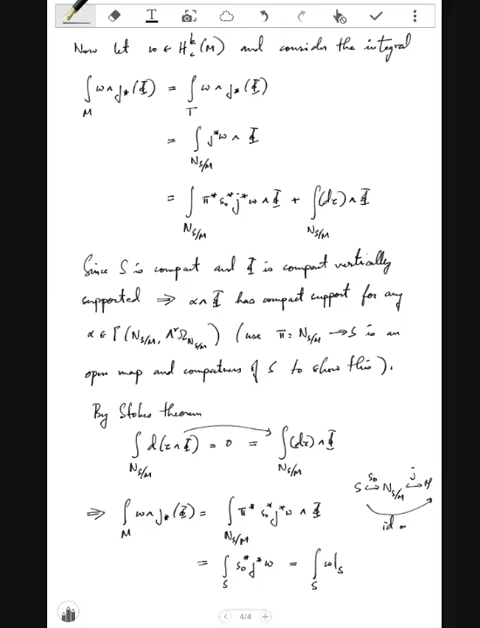 Now let ω ∈ H_c^k(M) and consider the integral
∫_M ω ∧ j_*(Φ) = ∫_T ω ∧ j_*(Φ)
= ∫_{N_{S/M}} j^*ω ∧ Φ
= ∫_{N_{S/M}} π^* s_0^* j^* ω ∧ Φ + ∫_{N_{S/M}} (dτ) ∧ Φ
Since S is compact and Φ is compact vertically
supported ⇒ α ∧ Φ has compact support for any
α ∈ Γ(N_{S/M}, Λ^r Ω_{N_{S/M}}) (use π: N_{S/M} → S is an
open map and compactness of S to show this).
By Stokes theorem
∫_{N_{S/M}} d(τ ∧ Φ) = 0 = ∫_{N_{S/M}} (dτ) ∧ Φ
S ↪^{s_0} N_{S/M} ↪^{j} M
id
⇒ ∫_M ω ∧ j_*(Φ) = ∫_{N_{S/M}} π^* s_0^* j^* ω ∧ Φ
= ∫_S s_0^* j^* ω = ∫_S ω|_S
4/4